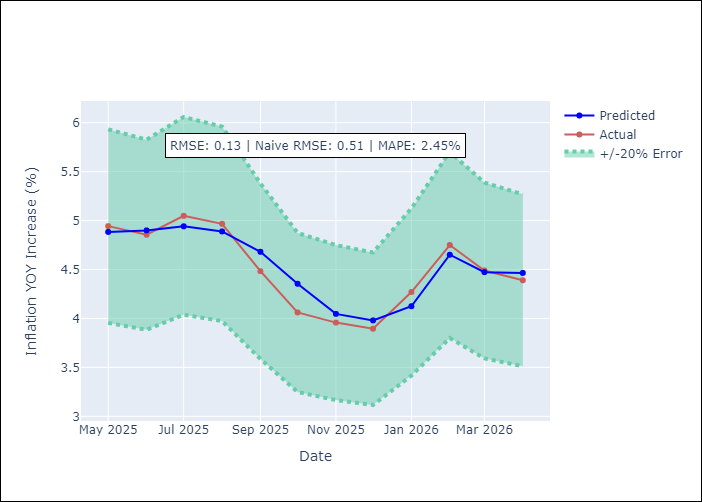 RMSE: 0.13 | Naive RMSE: 0.51 | MAPE: 2.45%
Predicted
Actual
+/-20% Error
Inflation YOY Increase (%)
6
5.5
5
4.5
4
3.5
3
May 2025
Jul 2025
Sep 2025
Nov 2025
Jan 2026
Mar 2026
Date